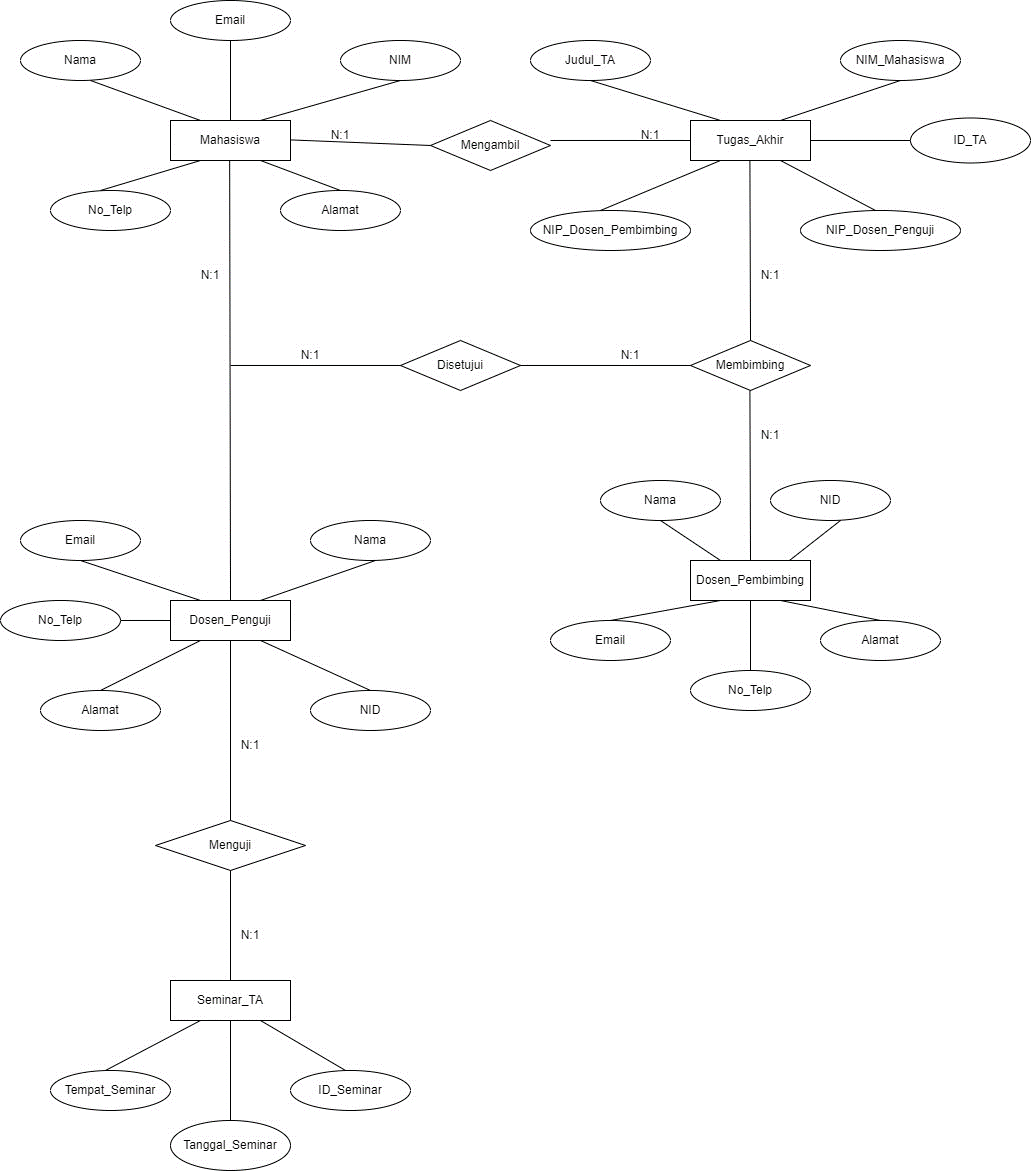 Email
Nama
NIM
Judul_TA
NIM_Mahasiswa
Mahasiswa
N:1
Mengambil
N:1
Tugas_Akhir
ID_TA
No_Telp
Alamat
NIP_Dosen_Pembimbing
NIP_Dosen_Penguji
N:1
N:1
N:1
Disetujui
N:1
Membimbing
N:1
Nama
NID
Email
Nama
Dosen_Pembimbing
No_Telp
Dosen_Penguji
Email
Alamat
No_Telp
Alamat
NID
N:1
Menguji
N:1
Seminar_TA
Tempat_Seminar
ID_Seminar
Tanggal_Seminar